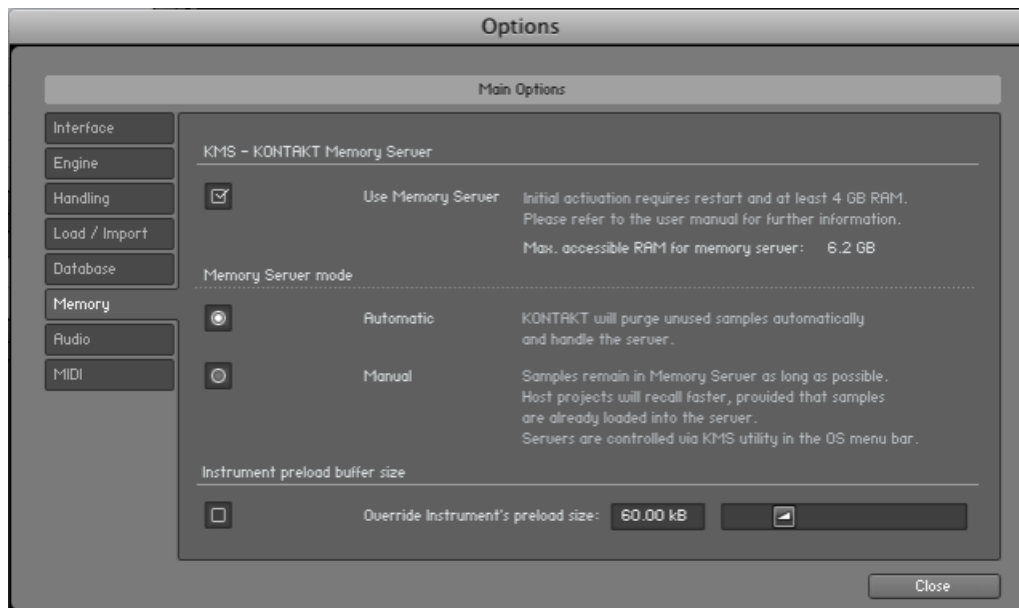 Options
Main Options
Interface
Engine
Handling
Load / Import
Database
Memory
Audio
MIDI
KMS - KONTAKT Memory Server
Use Memory Server
Initial activation requires restart and at least 4 GB RAM.
Please refer to the user manual for further information.
Max. accessible RAM for memory server: 6.2 GB
Memory Server mode
Automatic
KONTAKT will purge unused samples automatically
and handle the server.
Manual
Samples remain in Memory Server as long as possible.
Host projects will recall faster, provided that samples
are already loaded into the server.
Servers are controlled via KMS utility in the OS menu bar.
Instrument preload buffer size
Override Instrument's preload size: 60.00 kB
Close